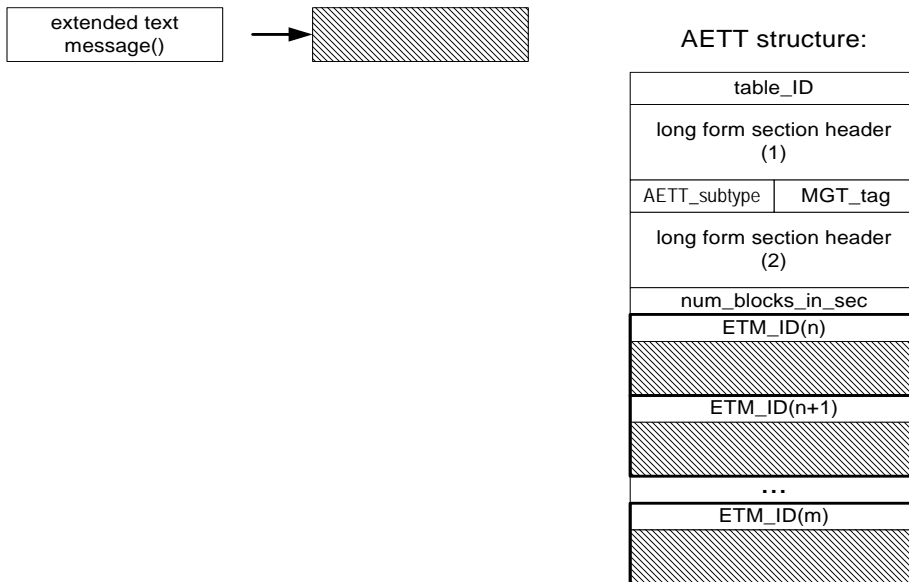 extended text
message()
AETT structure:
table_ID
long form section header
(1)
AETT_subtype MGT_tag
long form section header
(2)
num_blocks_in_sec
ETM_ID(n)
ETM_ID(n+1)
...
ETM_ID(m)